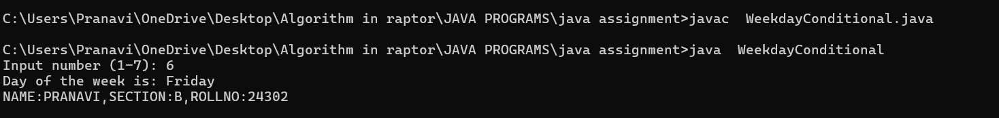 C:\Users\Pranavi\OneDrive\Desktop\Algorithm in raptor\JAVA PROGRAMS\java assignment>javac  WeekdayConditional.java
C:\Users\Pranavi\OneDrive\Desktop\Algorithm in raptor\JAVA PROGRAMS\java assignment>java  WeekdayConditional
Input number (1-7): 6
Day of the week is: Friday
NAME:PRANAVI,SECTION:B,ROLLNO:24302